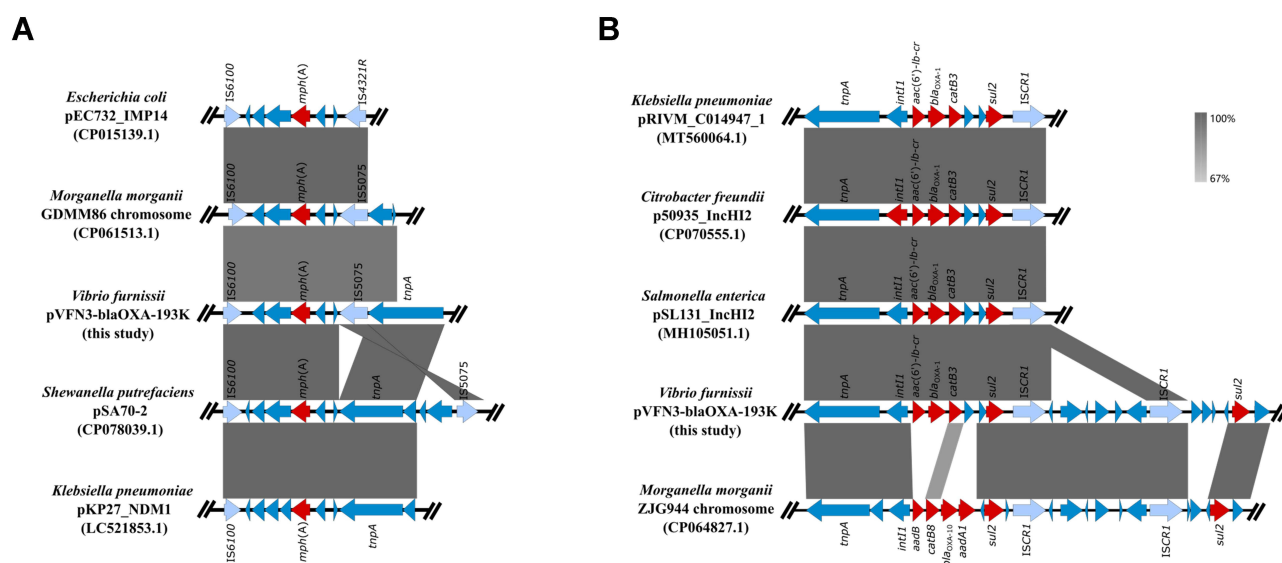 A
IS6100
mph(A)
IS4321R
Escherichia coli
pEC732_IMP14
(CP015139.1)
IS6100
mph(A)
IS5075
Morganella morganii
GDMM86 chromosome
(CP061513.1)
IS6100
mph(A)
IS5075
tnpA
Vibrio furnissii
pVFN3-blaOXA-193K
(this study)
IS6100
mph(A)
tnpA
IS5075
Shewanella putrefaciens
pSA70-2
(CP078039.1)
Klebsiella pneumoniae
pKP27_NDM1
(LC521853.1)
IS6100
mph(A)
tnpA
B
tnpA
intI1
aac(6')-Ib-cr
blaOXA-1
catB3
sul2
ISCR1
Klebsiella pneumoniae
pRIVM_C014947_1
(MT560064.1)
100%
67%
tnpA
intI1
aac(6')-Ib-cr
blaOXA-1
catB3
sul2
ISCR1
Citrobacter freundii
p50935_IncHI2
(CP070555.1)
tnpA
intI1
aac(6')-Ib-cr
blaOXA-1
catB3
sul2
ISCR1
Salmonella enterica
pSL131_IncHI2
(MH105051.1)
tnpA
intI1
aac(6')-Ib-cr
blaOXA-1
catB3
sul2
ISCR1
ISCR1
sul2
Vibrio furnissii
pVFN3-blaOXA-193K
(this study)
Morganella morganii
ZJG944 chromosome
(CP064827.1)
tnpA
intI1
aadB
catB8
blaOXA-10
aadA1
sul2
ISCR1
ISCR1
sul2